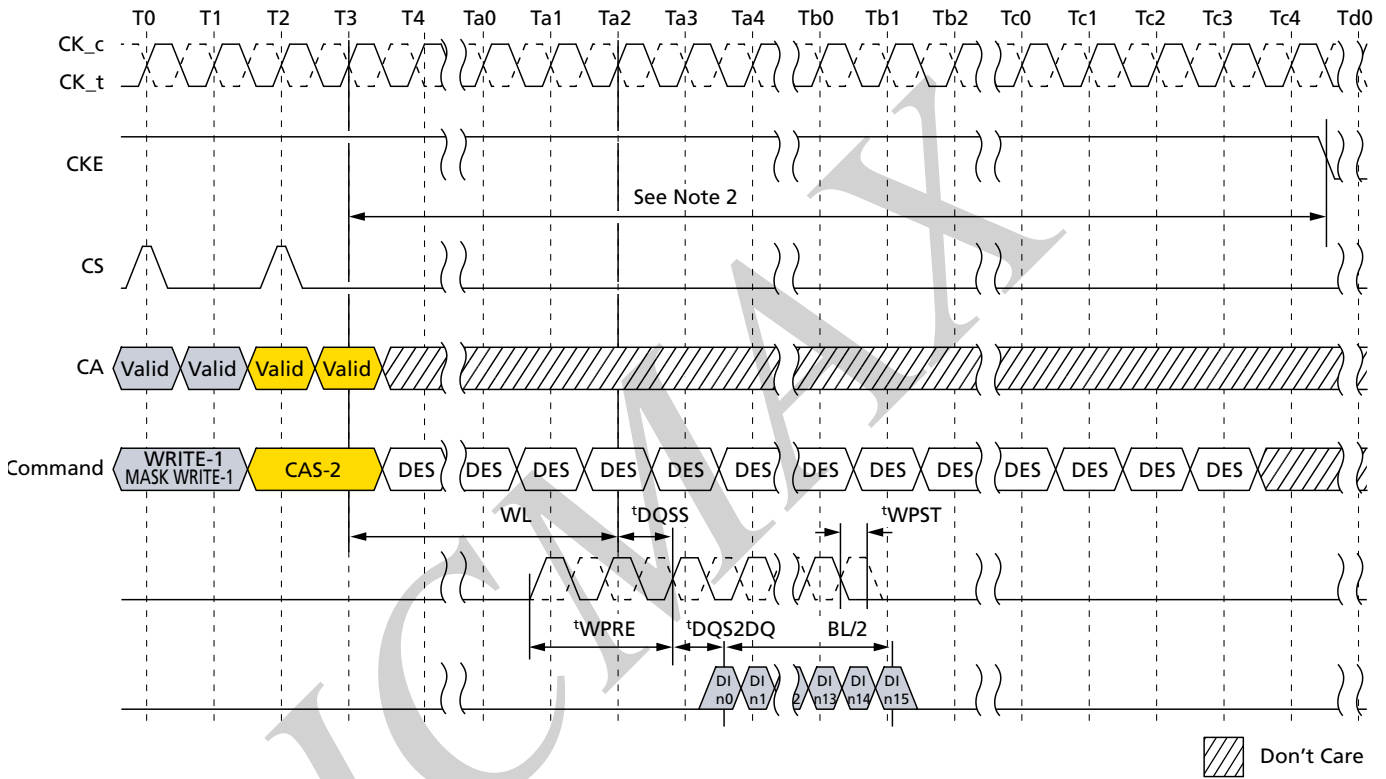 T0 T1 T2 T3 T4 Ta0 Ta1 Ta2 Ta3 Ta4 Tb0 Tb1 Tb2 Tc0 Tc1 Tc2 Tc3 Tc4 Td0
CK_c
CK_t
CKE
See Note 2
CS
CA Valid Valid Valid Valid
Command WRITE-1 MASK WRITE-1 CAS-2 DES DES DES DES DES DES DES DES DES DES DES DES DES
WL tDQSS tWPST
tWPRE tDQS2DQ BL/2
DI n0 DI n1 2 DI n13 DI n14 DI n15
Don't Care
ICMAX